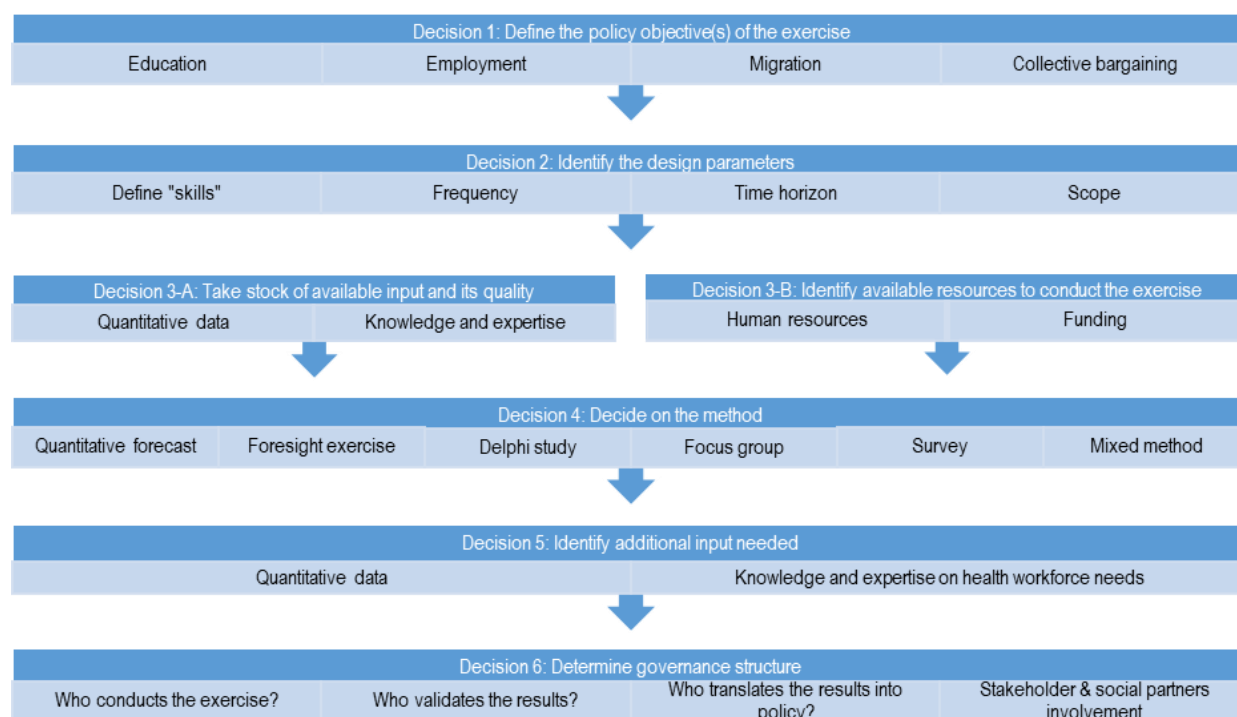 Decision 1: Define the policy objective(s) of the exercise
Education
Employment
Migration
Collective bargaining
Decision 2: Identify the design parameters
Define "skills"
Frequency
Time horizon
Scope
Decision 3-A: Take stock of available input and its quality
Quantitative data
Knowledge and expertise
Decision 3-B: Identify available resources to conduct the exercise
Human resources
Funding
Decision 4: Decide on the method
Quantitative forecast
Foresight exercise
Delphi study
Focus group
Survey
Mixed method
Decision 5: Identify additional input needed
Quantitative data
Knowledge and expertise on health workforce needs
Decision 6: Determine governance structure
Who conducts the exercise?
Who validates the results?
Who translates the results into
policy?
Stakeholder & social partners
involvement